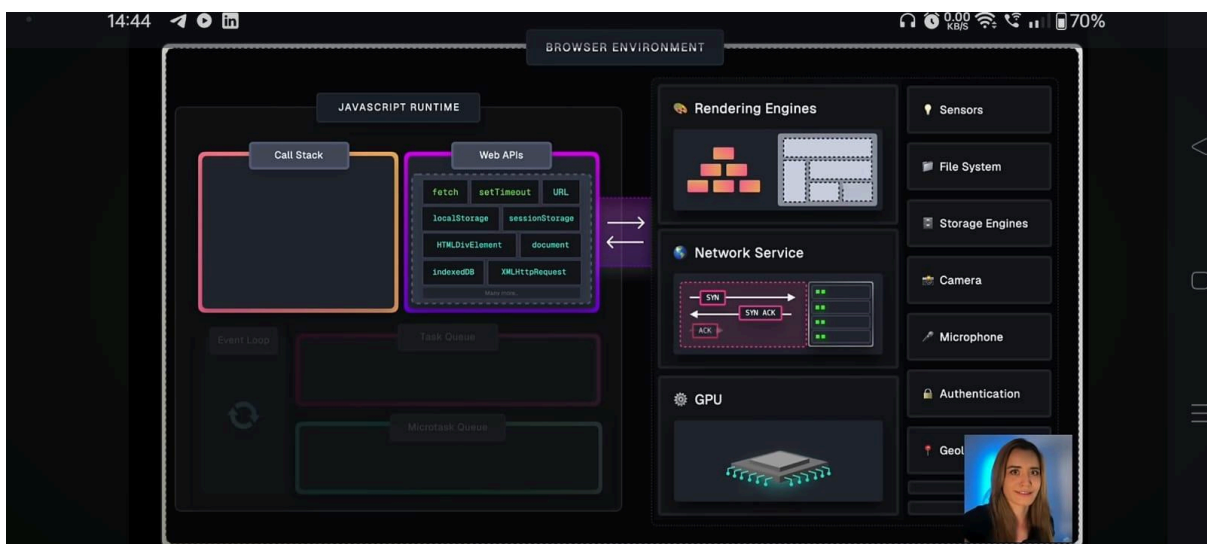 14:44
0.00 KB/S
70%
BROWSER ENVIRONMENT
JAVASCRIPT RUNTIME
Call Stack
Web APIs
fetch
setTimeout
URL
localStorage
sessionStorage
HTMLDivElement
document
indexedDB
XMLHttpRequest
Event Loop
Task Queue
Microtask Queue
Rendering Engines
Network Service
SYN
SYN ACK
ACK
GPU
Sensors
File System
Storage Engines
Camera
Microphone
Authentication
Geol